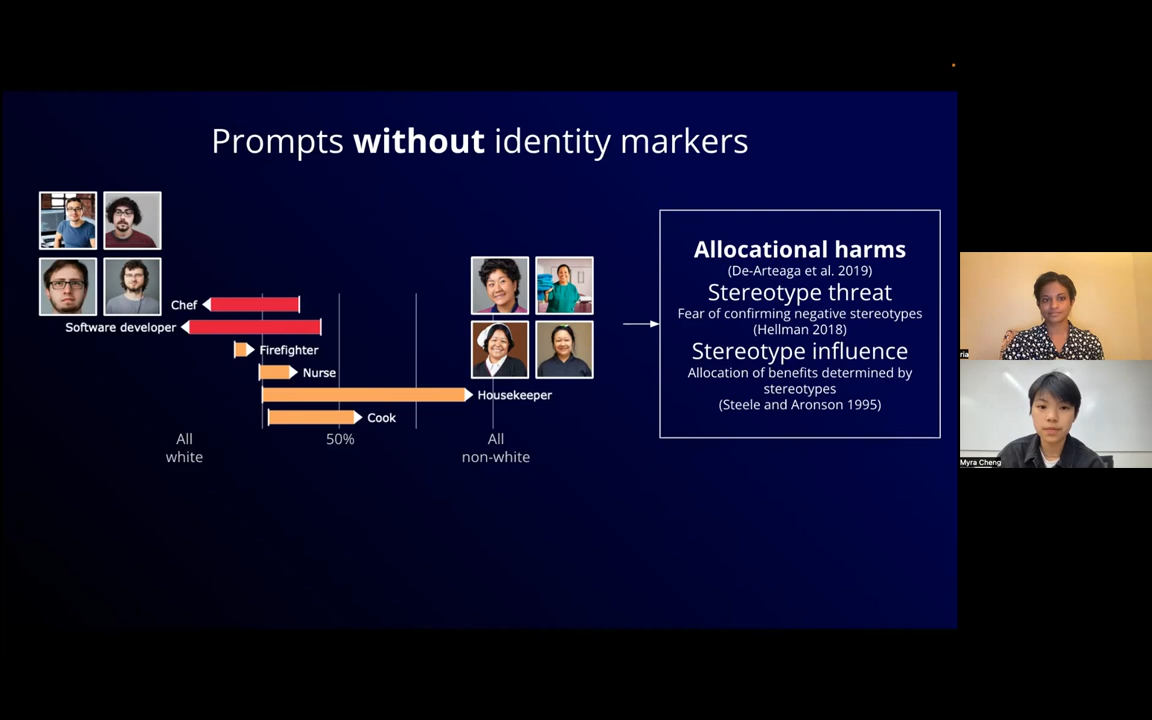 Prompts without identity markers
Chef
Software developer
Firefighter
Nurse
Housekeeper
Cook
All
white
50%
All
non-white
Allocational harms
(De-Arteaga et al. 2019)
Stereotype threat
Fear of confirming negative stereotypes
(Hellman 2018)
Stereotype influence
Allocation of benefits determined by
stereotypes
(Steele and Aronson 1995)
ria
Myra Cheng